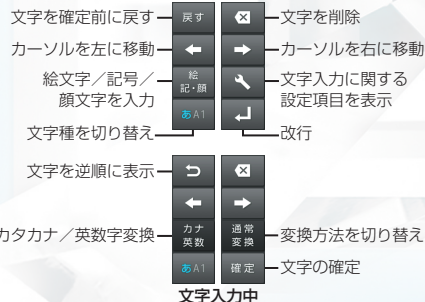 文字を確定前に戻す 戻す 文字を削除
カーソルを左に移動 カーソルを右に移動
絵文字／記号／
顔文字を入力
絵
記・顔
文字入力に関する
設定項目を表示
文字種を切り替え あA1 改行
文字を逆順に表示
カタカナ／英数字変換
カナ
英数
通常
変換
変換方法を切り替え
あA1 確定 文字の確定
文字入力中